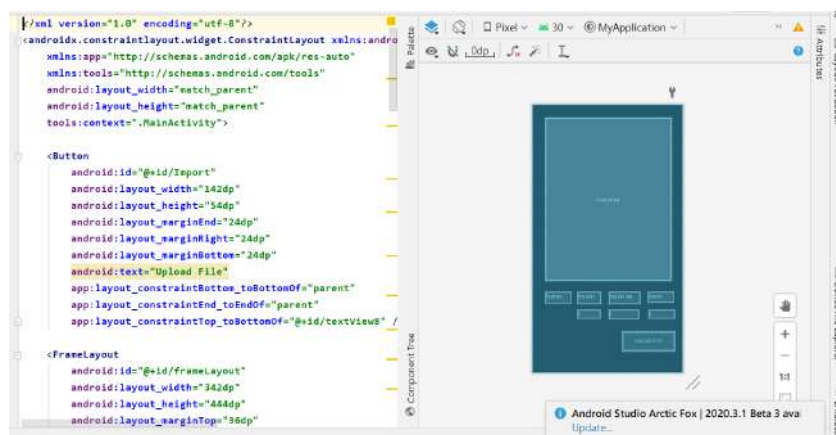 <?xml version="1.0" encoding="utf-8"?>
<androidx.constraintlayout.widget.ConstraintLayout xmlns:andro
xmlns:app="http://schemas.android.com/apk/res-auto"
xmlns:tools="http://schemas.android.com/tools"
android:layout_width="match_parent"
android:layout_height="match_parent"
tools:context=".MainActivity">
<Button
android:id="@+id/Import"
android:layout_width="142dp"
android:layout_height="54dp"
android:layout_marginEnd="24dp"
android:layout_marginRight="24dp"
android:layout_marginBottom="24dp"
android:text="Upload File"
app:layout_constraintBottom_toBottomOf="parent"
app:layout_constraintEnd_toEndOf="parent"
app:layout_constraintTop_toBottomOf="@+id/textView8" /
<FrameLayout
android:id="@+id/frameLayout"
android:layout_width="342dp"
android:layout_height="444dp"
android:layout_marginTop="36dp"
Palette
Component Tree
Pixel
30
MyApplication
0dp
Attributes
1:1
Android Studio Arctic Fox | 2020.3.1 Beta 3 avai
Update...